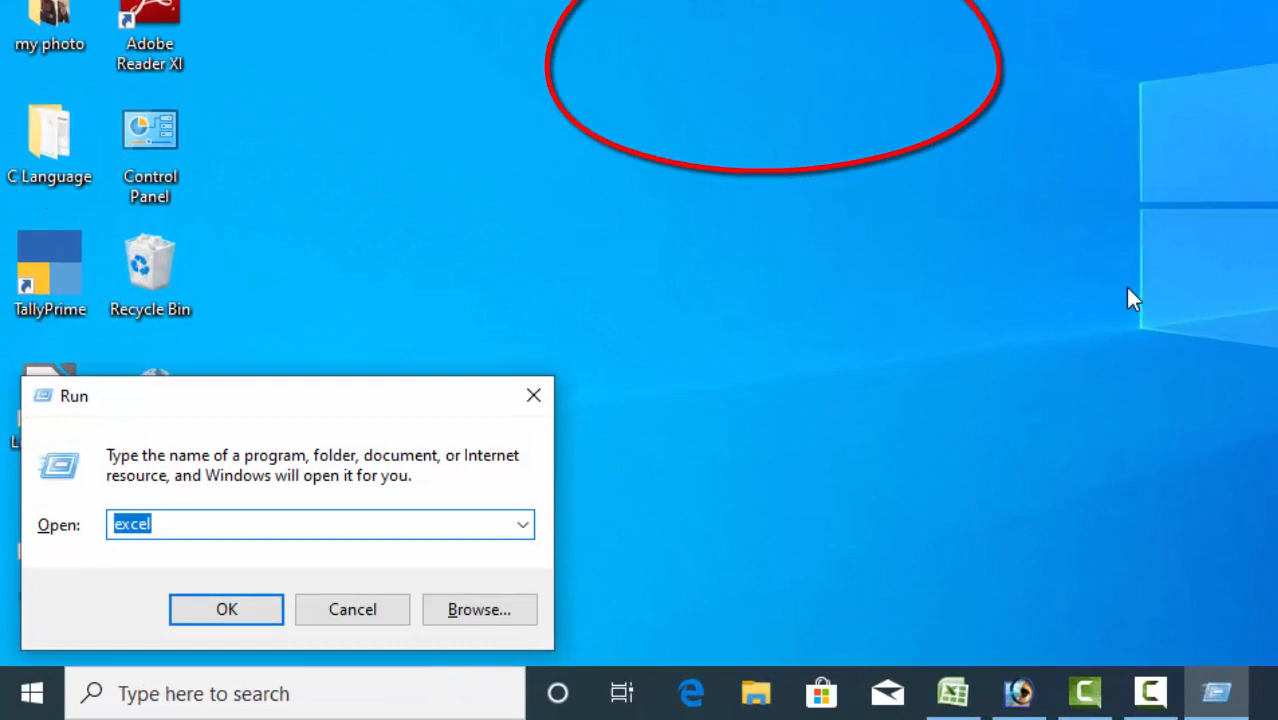 my photo
Adobe
Reader XI
C Language
Control
Panel
TallyPrime
Recycle Bin
Run
Type the name of a program, folder, document, or Internet
resource, and Windows will open it for you.
Open:
excel
OK
Cancel
Browse...
Type here to search